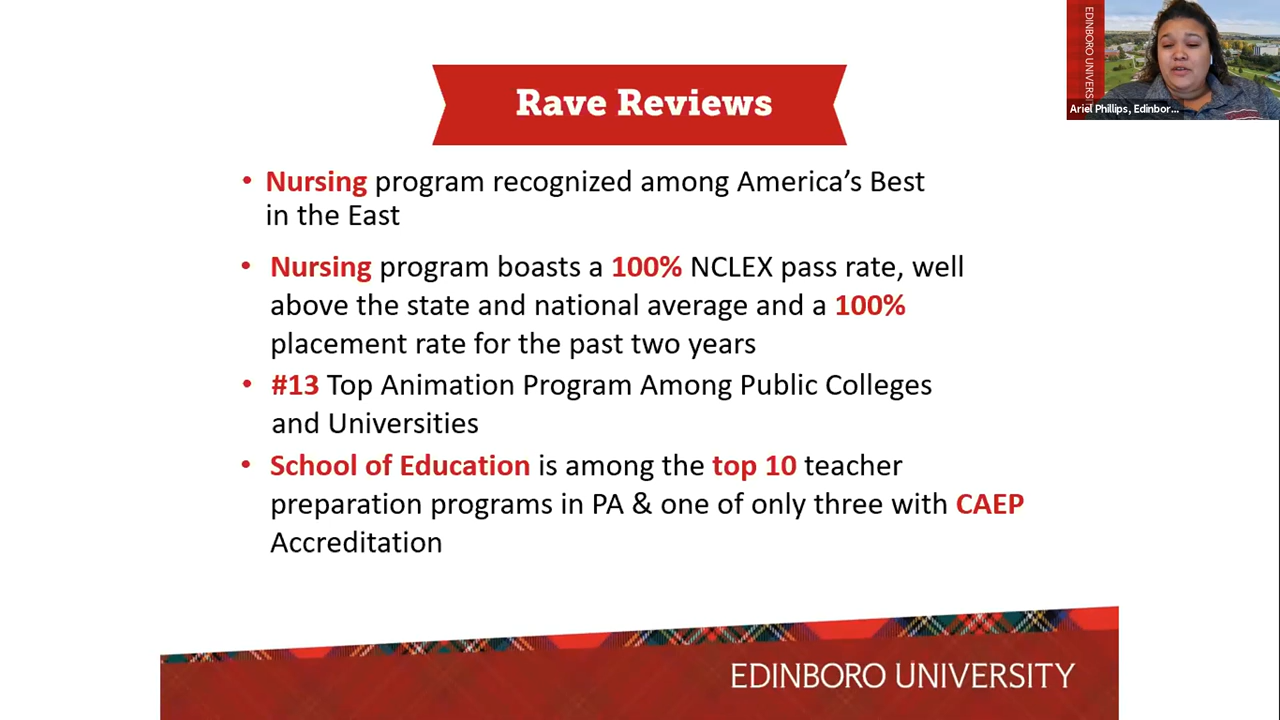 Rave Reviews
• Nursing program recognized among America's Best
in the East
• Nursing program boasts a 100% NCLEX pass rate, well
above the state and national average and a 100%
placement rate for the past two years
• #13 Top Animation Program Among Public Colleges
and Universities
• School of Education is among the top 10 teacher
preparation programs in PA & one of only three with CAEP
Accreditation
EDINBORO UNIVERSITY
EDINBORO UNIVERSITY
Ariel Phillips, Edinbor...